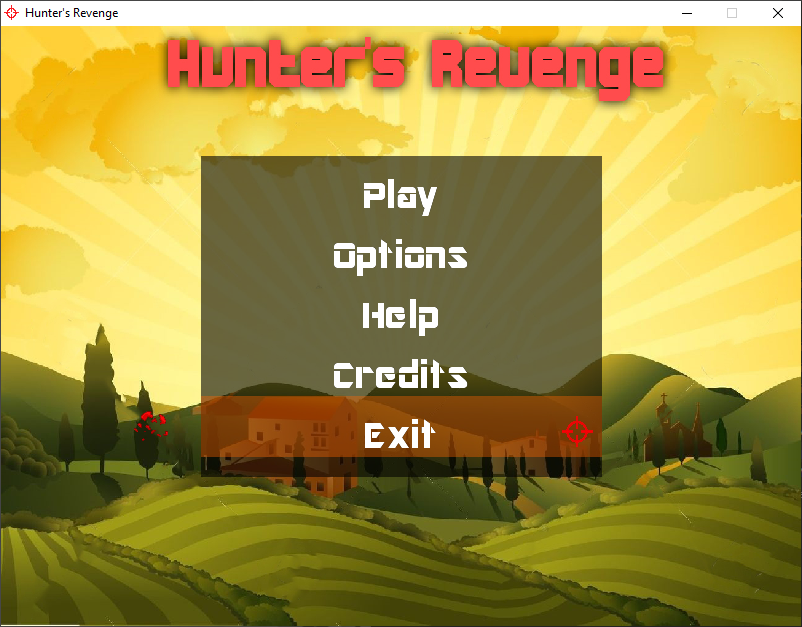 Hunter's Revenge
Hunter's Revenge
Play
Options
Help
Credits
Exit